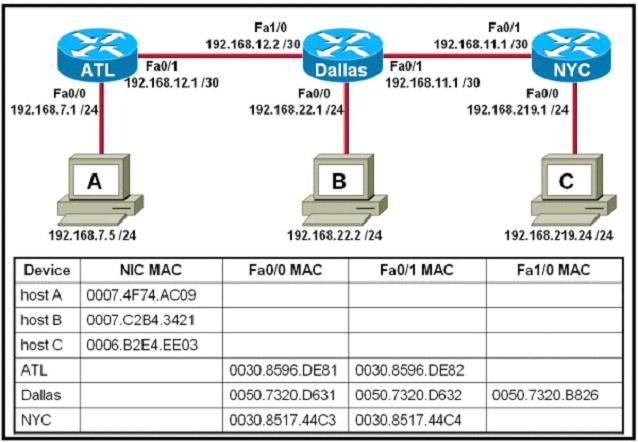 Fa1/0
192.168.12.2 /30
Fa0/1
192.168.11.1 /30
ATL
Dallas
NYC
Fa0/1
192.168.12.1 /30
Fa0/1
192.168.11.1 /30
Fa0/0
192.168.7.1 /24
Fa0/0
192.168.22.1 /24
Fa0/0
192.168.219.1 /24
A
B
C
192.168.7.5 /24
192.168.22.2 /24
192.168.219.24 /24
Device NIC MAC Fa0/0 MAC Fa0/1 MAC Fa1/0 MAC
host A 0007.4F74.AC09
host B 0007.C2B4.3421
host C 0006.B2E4.EE03
ATL 0030.8596.DE81 0030.8596.DE82
Dallas 0050.7320.D631 0050.7320.D632 0050.7320.B826
NYC 0030.8517.44C3 0030.8517.44C4